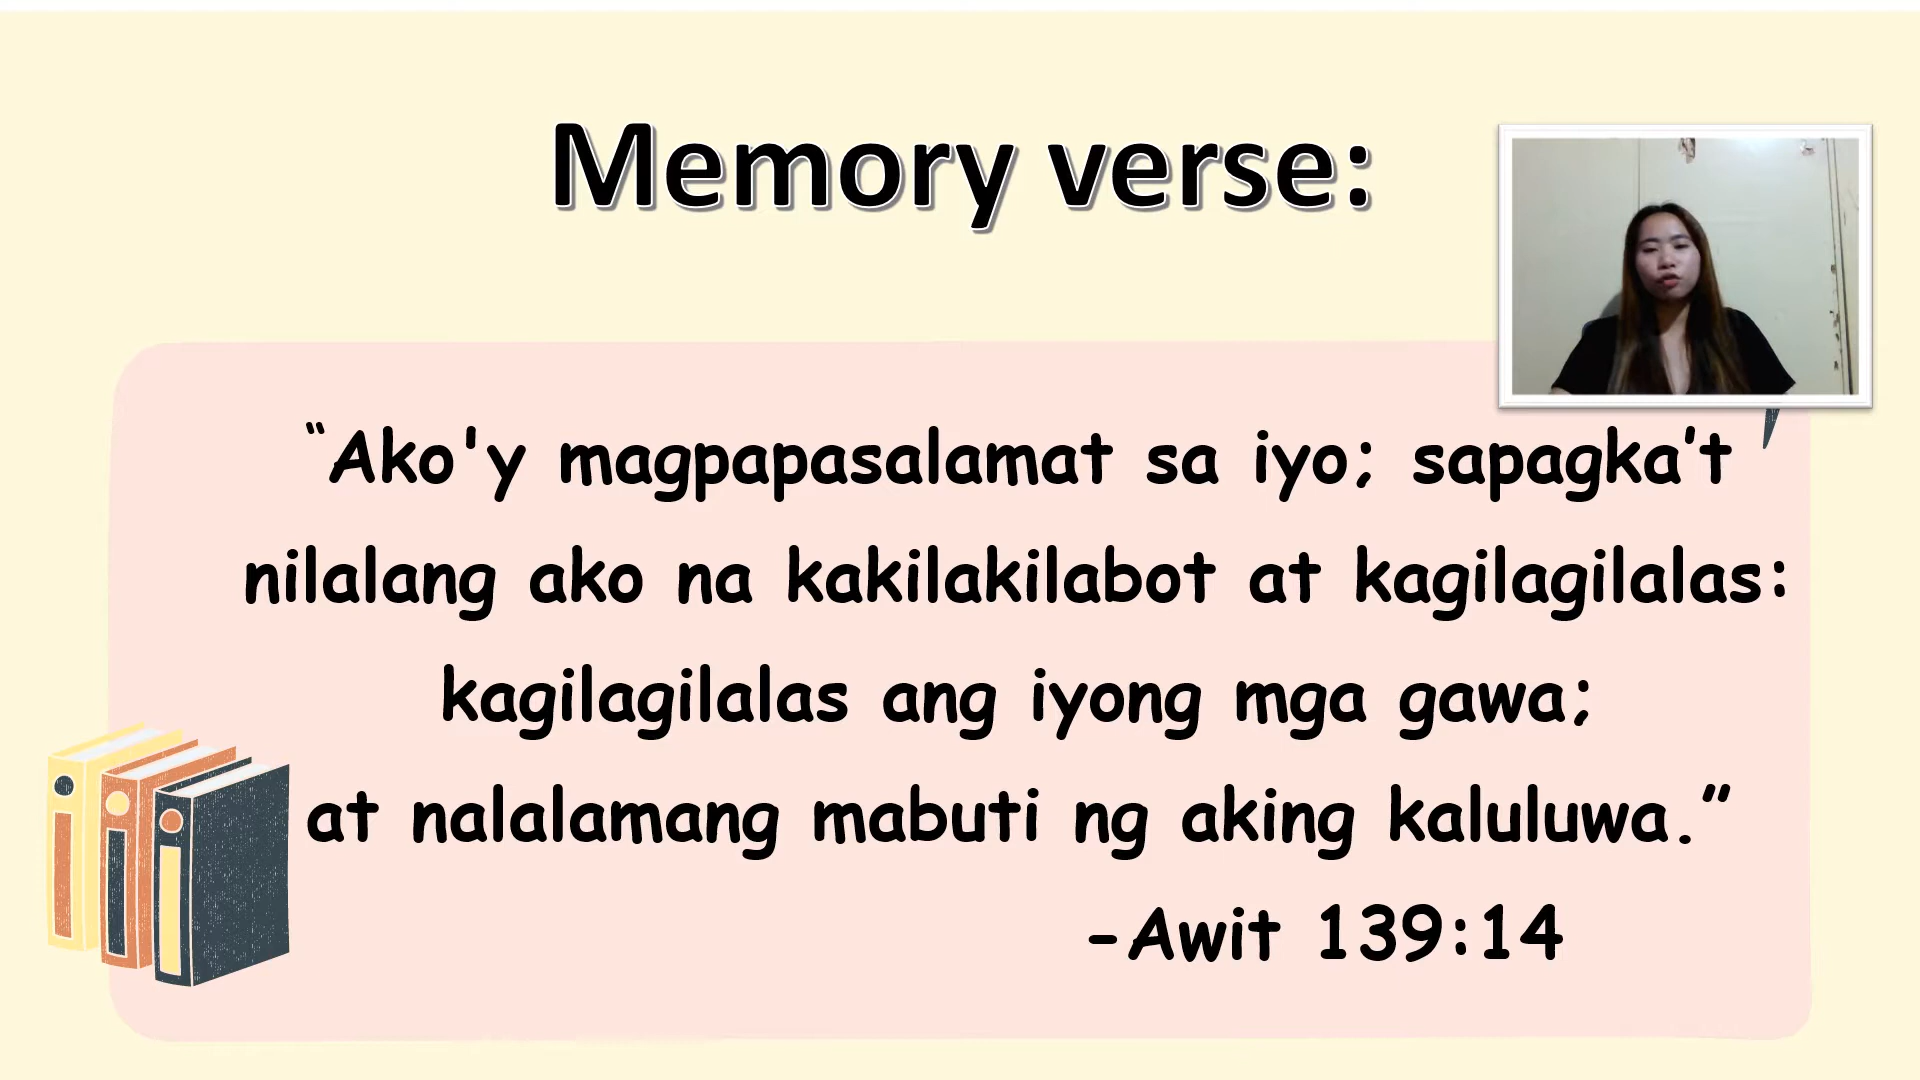 Memory verse:
“Ako'y magpapasalamat sa iyo; sapagka’t
nilalang ako na kakilakilabot at kagilagilalas:
kagilagilalas ang iyong mga gawa;
at nalalamang mabuti ng aking kaluluwa.”
-Awit 139:14